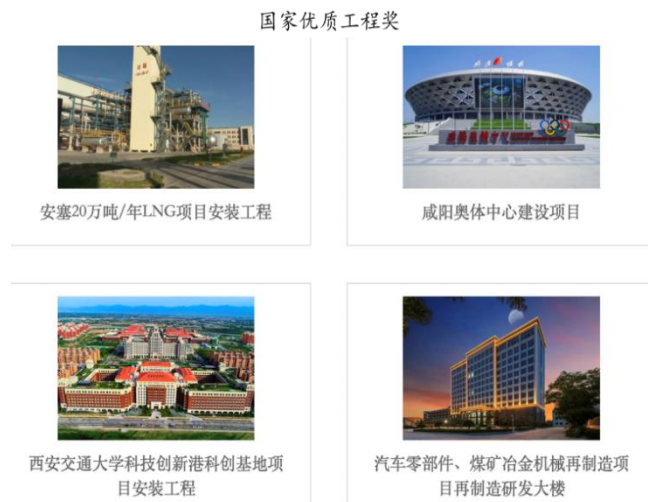 国家优质工程奖
安塞20万吨/年LNG项目安装工程
咸阳奥体中心建设项目
西安交通大学科技创新港科创基地项
目安装工程
汽车零部件、煤矿冶金机械再制造项
目再制造研发大楼